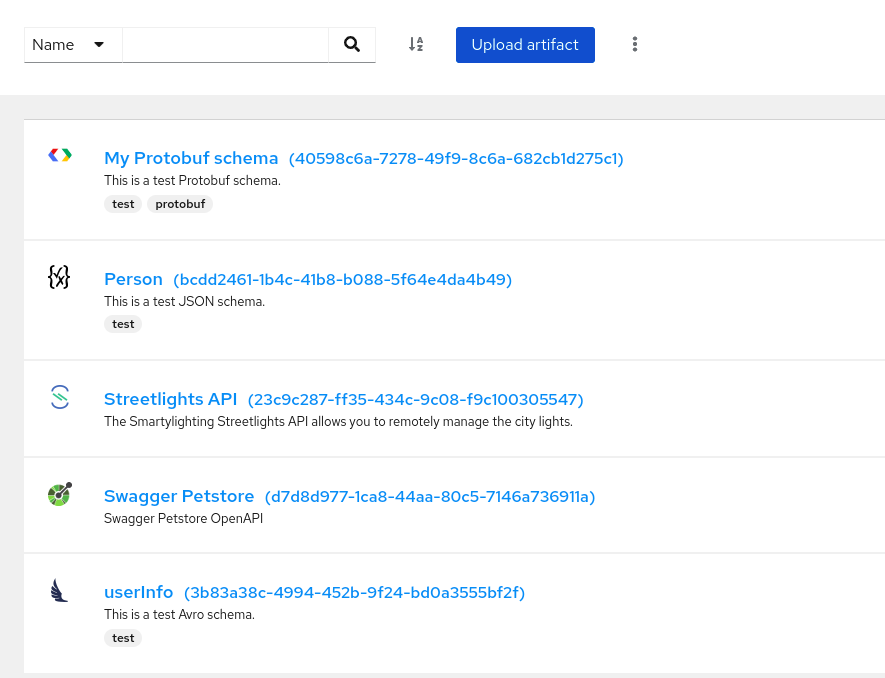 Name
Upload artifact
My Protobuf schema (40598c6a-7278-49f9-8c6a-682cb1d275c1)
This is a test Protobuf schema.
test protobuf
Person (bcdd2461-1b4c-41b8-b088-5f64e4da4b49)
This is a test JSON schema.
test
Streetlights API (23c9c287-ff35-434c-9c08-f9c100305547)
The Smartylighting Streetlights API allows you to remotely manage the city lights.
Swagger Petstore (d7d8d977-1ca8-44aa-80c5-7146a736911a)
Swagger Petstore OpenAPI
userInfo (3b83a38c-4994-452b-9f24-bd0a3555bf2f)
This is a test Avro schema.
test